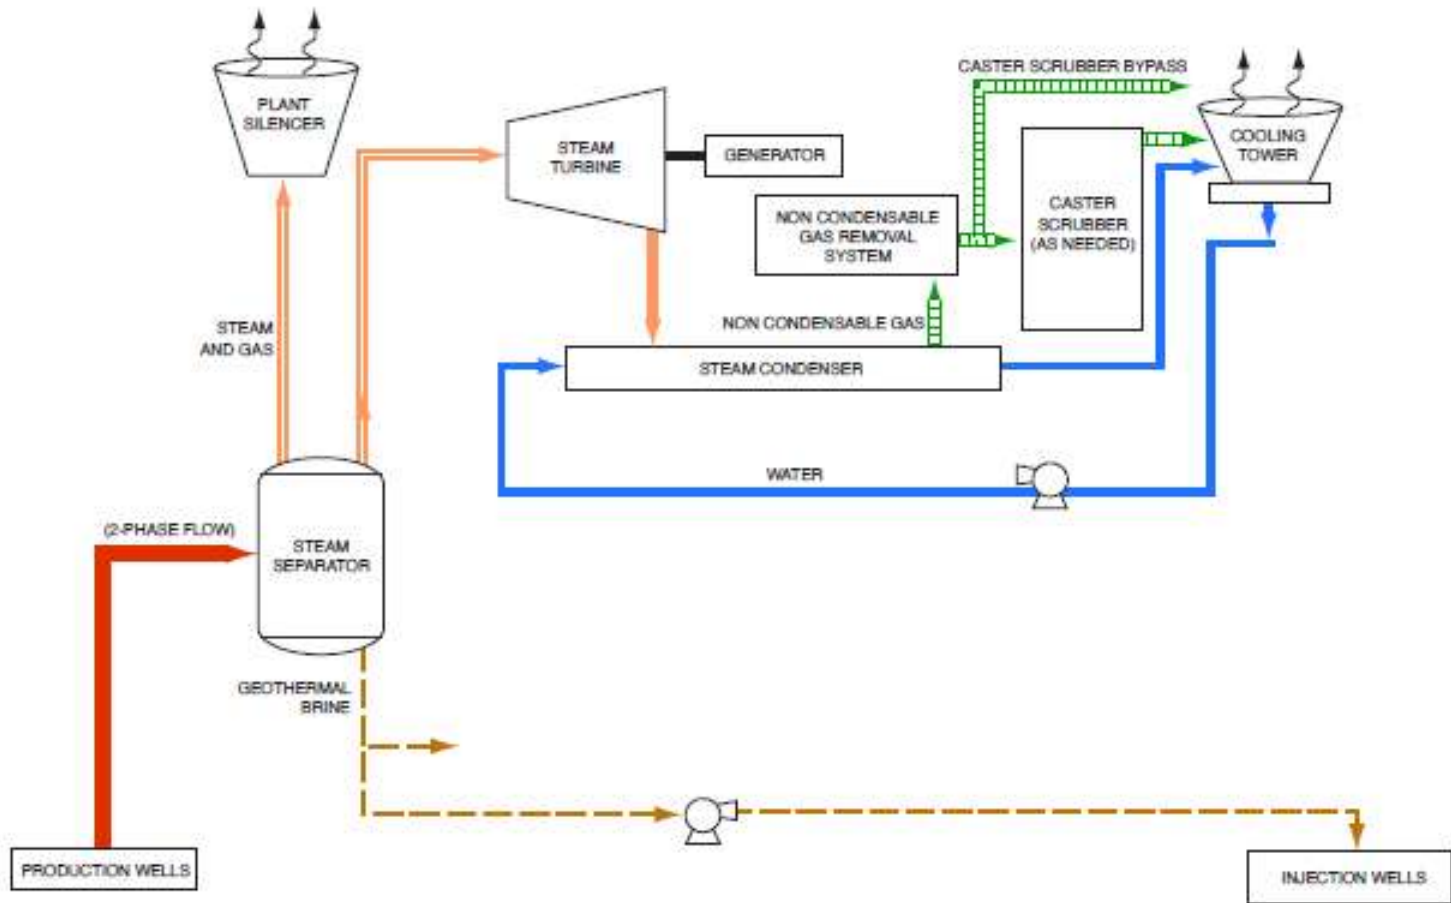 CASTER SCRUBBER BYPASS
PLANT
SILENCER
STEAM
TURBINE
GENERATOR
COOLING
TOWER
NON CONDENSABLE
GAS REMOVAL
SYSTEM
CASTER
SCRUBBER
(AS NEEDED)
STEAM
AND GAS
NON CONDENSABLE GAS
STEAM CONDENSER
WATER
(2-PHASE FLOW)
STEAM
SEPARATOR
GEOTHERMAL
BRINE
PRODUCTION WELLS
INJECTION WELLS